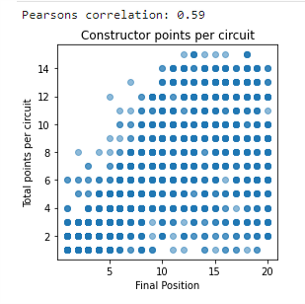 Pearsons correlation: 0.59
Constructor points per circuit
14
12
10
8
6
4
2
Total points per circuit
5 10 15 20
Final Position